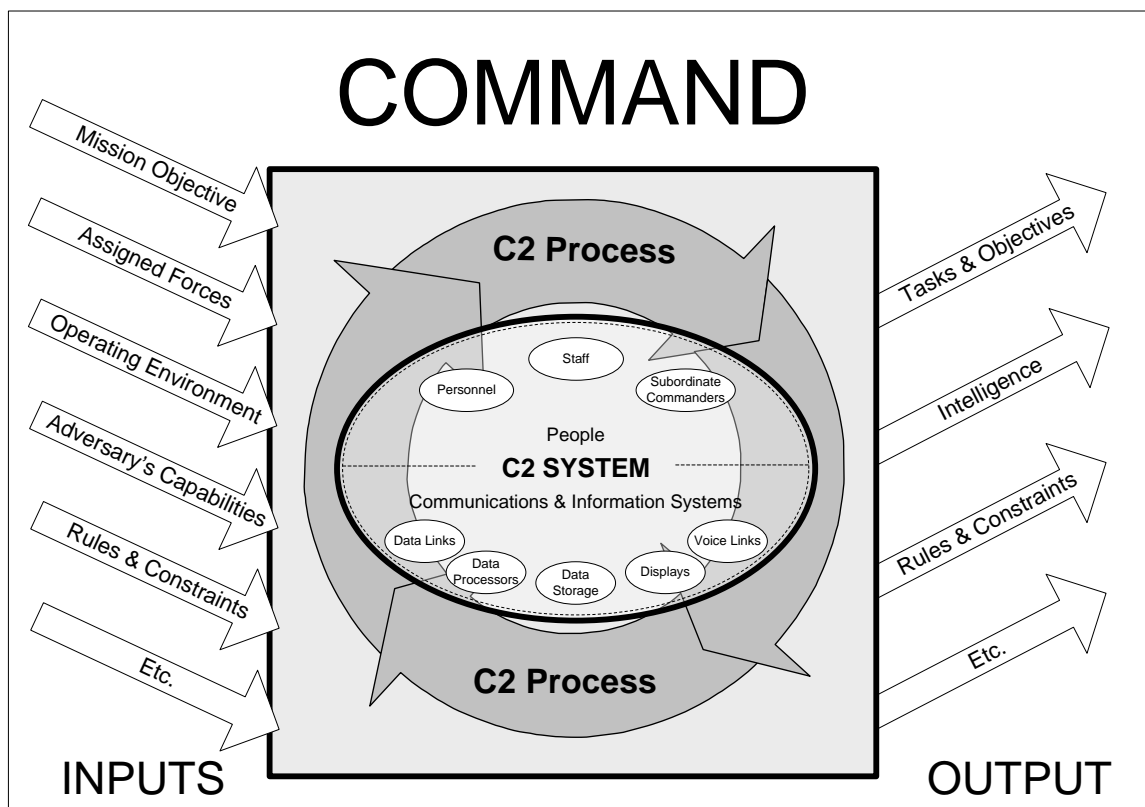 COMMAND
Mission Objective
Assigned Forces
Operating Environment
Adversary's Capabilities
Rules & Constraints
Etc.
INPUTS
C2 Process
Staff
Personnel
Subordinate
Commanders
People
C2 SYSTEM
Communications & Information Systems
Data Links
Voice Links
Data
Processors
Data
Storage
Displays
C2 Process
Tasks & Objectives
Intelligence
Rules & Constraints
Etc.
OUTPUT